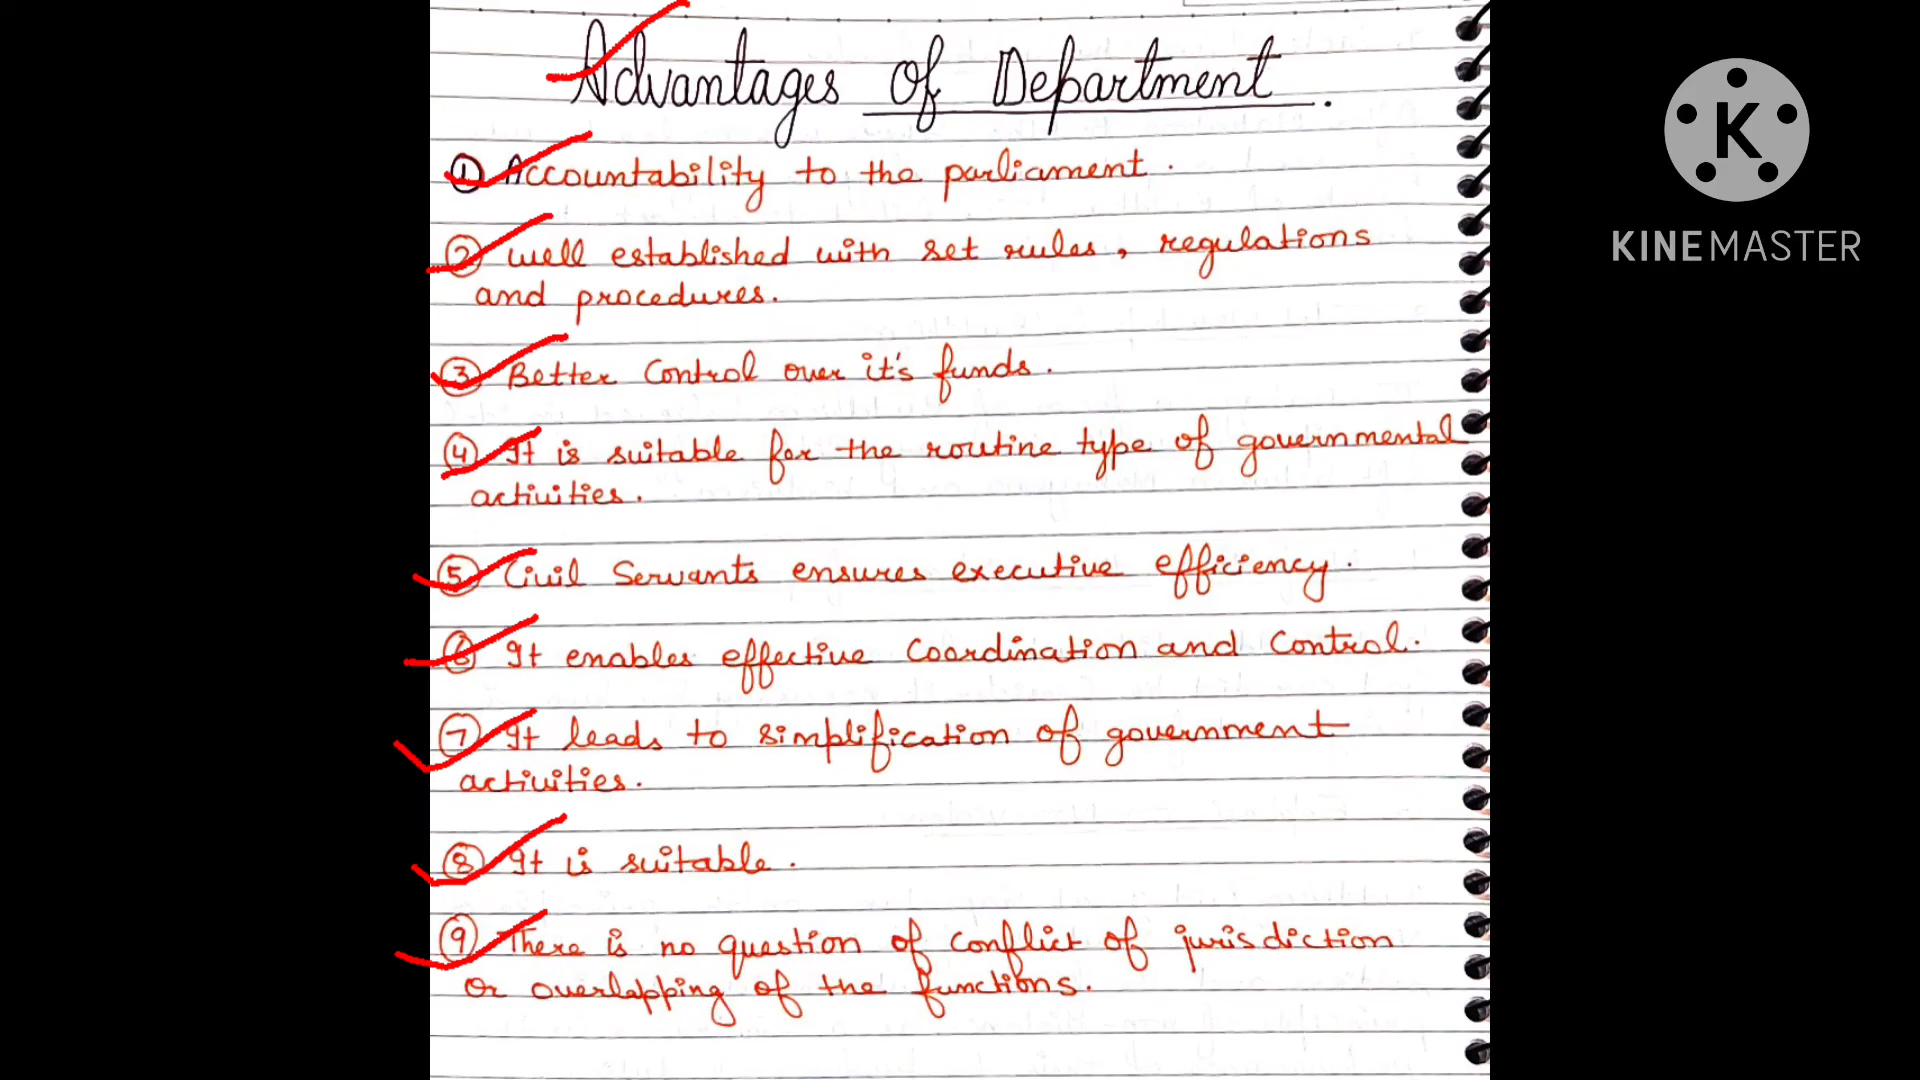 Advantages of Department.
① Accountability to the parliament.
② well established with set rules, regulations
and procedures.
③ Better Control over it's funds.
④ It is suitable for the routine type of governmental
activities.
⑤ Civil Servants ensures executive efficiency.
⑥ It enables effective Coordination and Control.
⑦ It leads to simplification of government
activities.
⑧ It is suitable.
⑨ There is no question of conflict of jurisdiction
or overlapping of the functions.
K
KINEMASTER